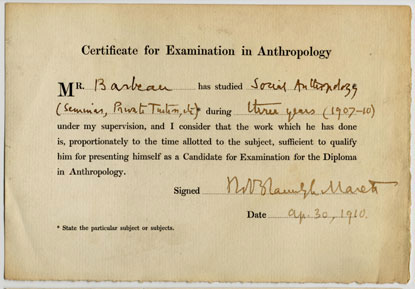 Certificate for Examination in Anthropology
MR. Barbeau has studied Social Anthropology
(Seminar, Private Tuition, etc)* during three years (1907-10)
under my supervision, and I consider that the work which he has done
is, proportionately to the time allotted to the subject, sufficient to qualify
him for presenting himself as a Candidate for Examination for the Diploma
in Anthropology.
Signed R R Marett
Date Ap. 30, 1910.
* State the particular subject or subjects.